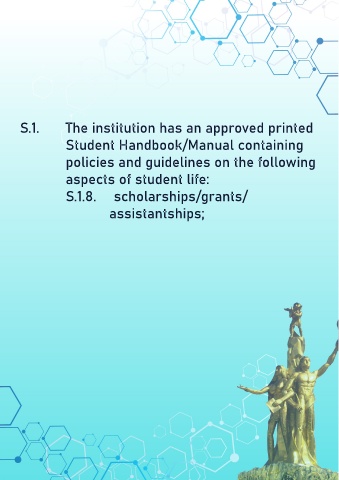 S.1. The institution has an approved printed
Student Handbook/Manual containing
policies and guidelines on the following
aspects of student life:
S.1.8. scholarships/grants/
assistantships;